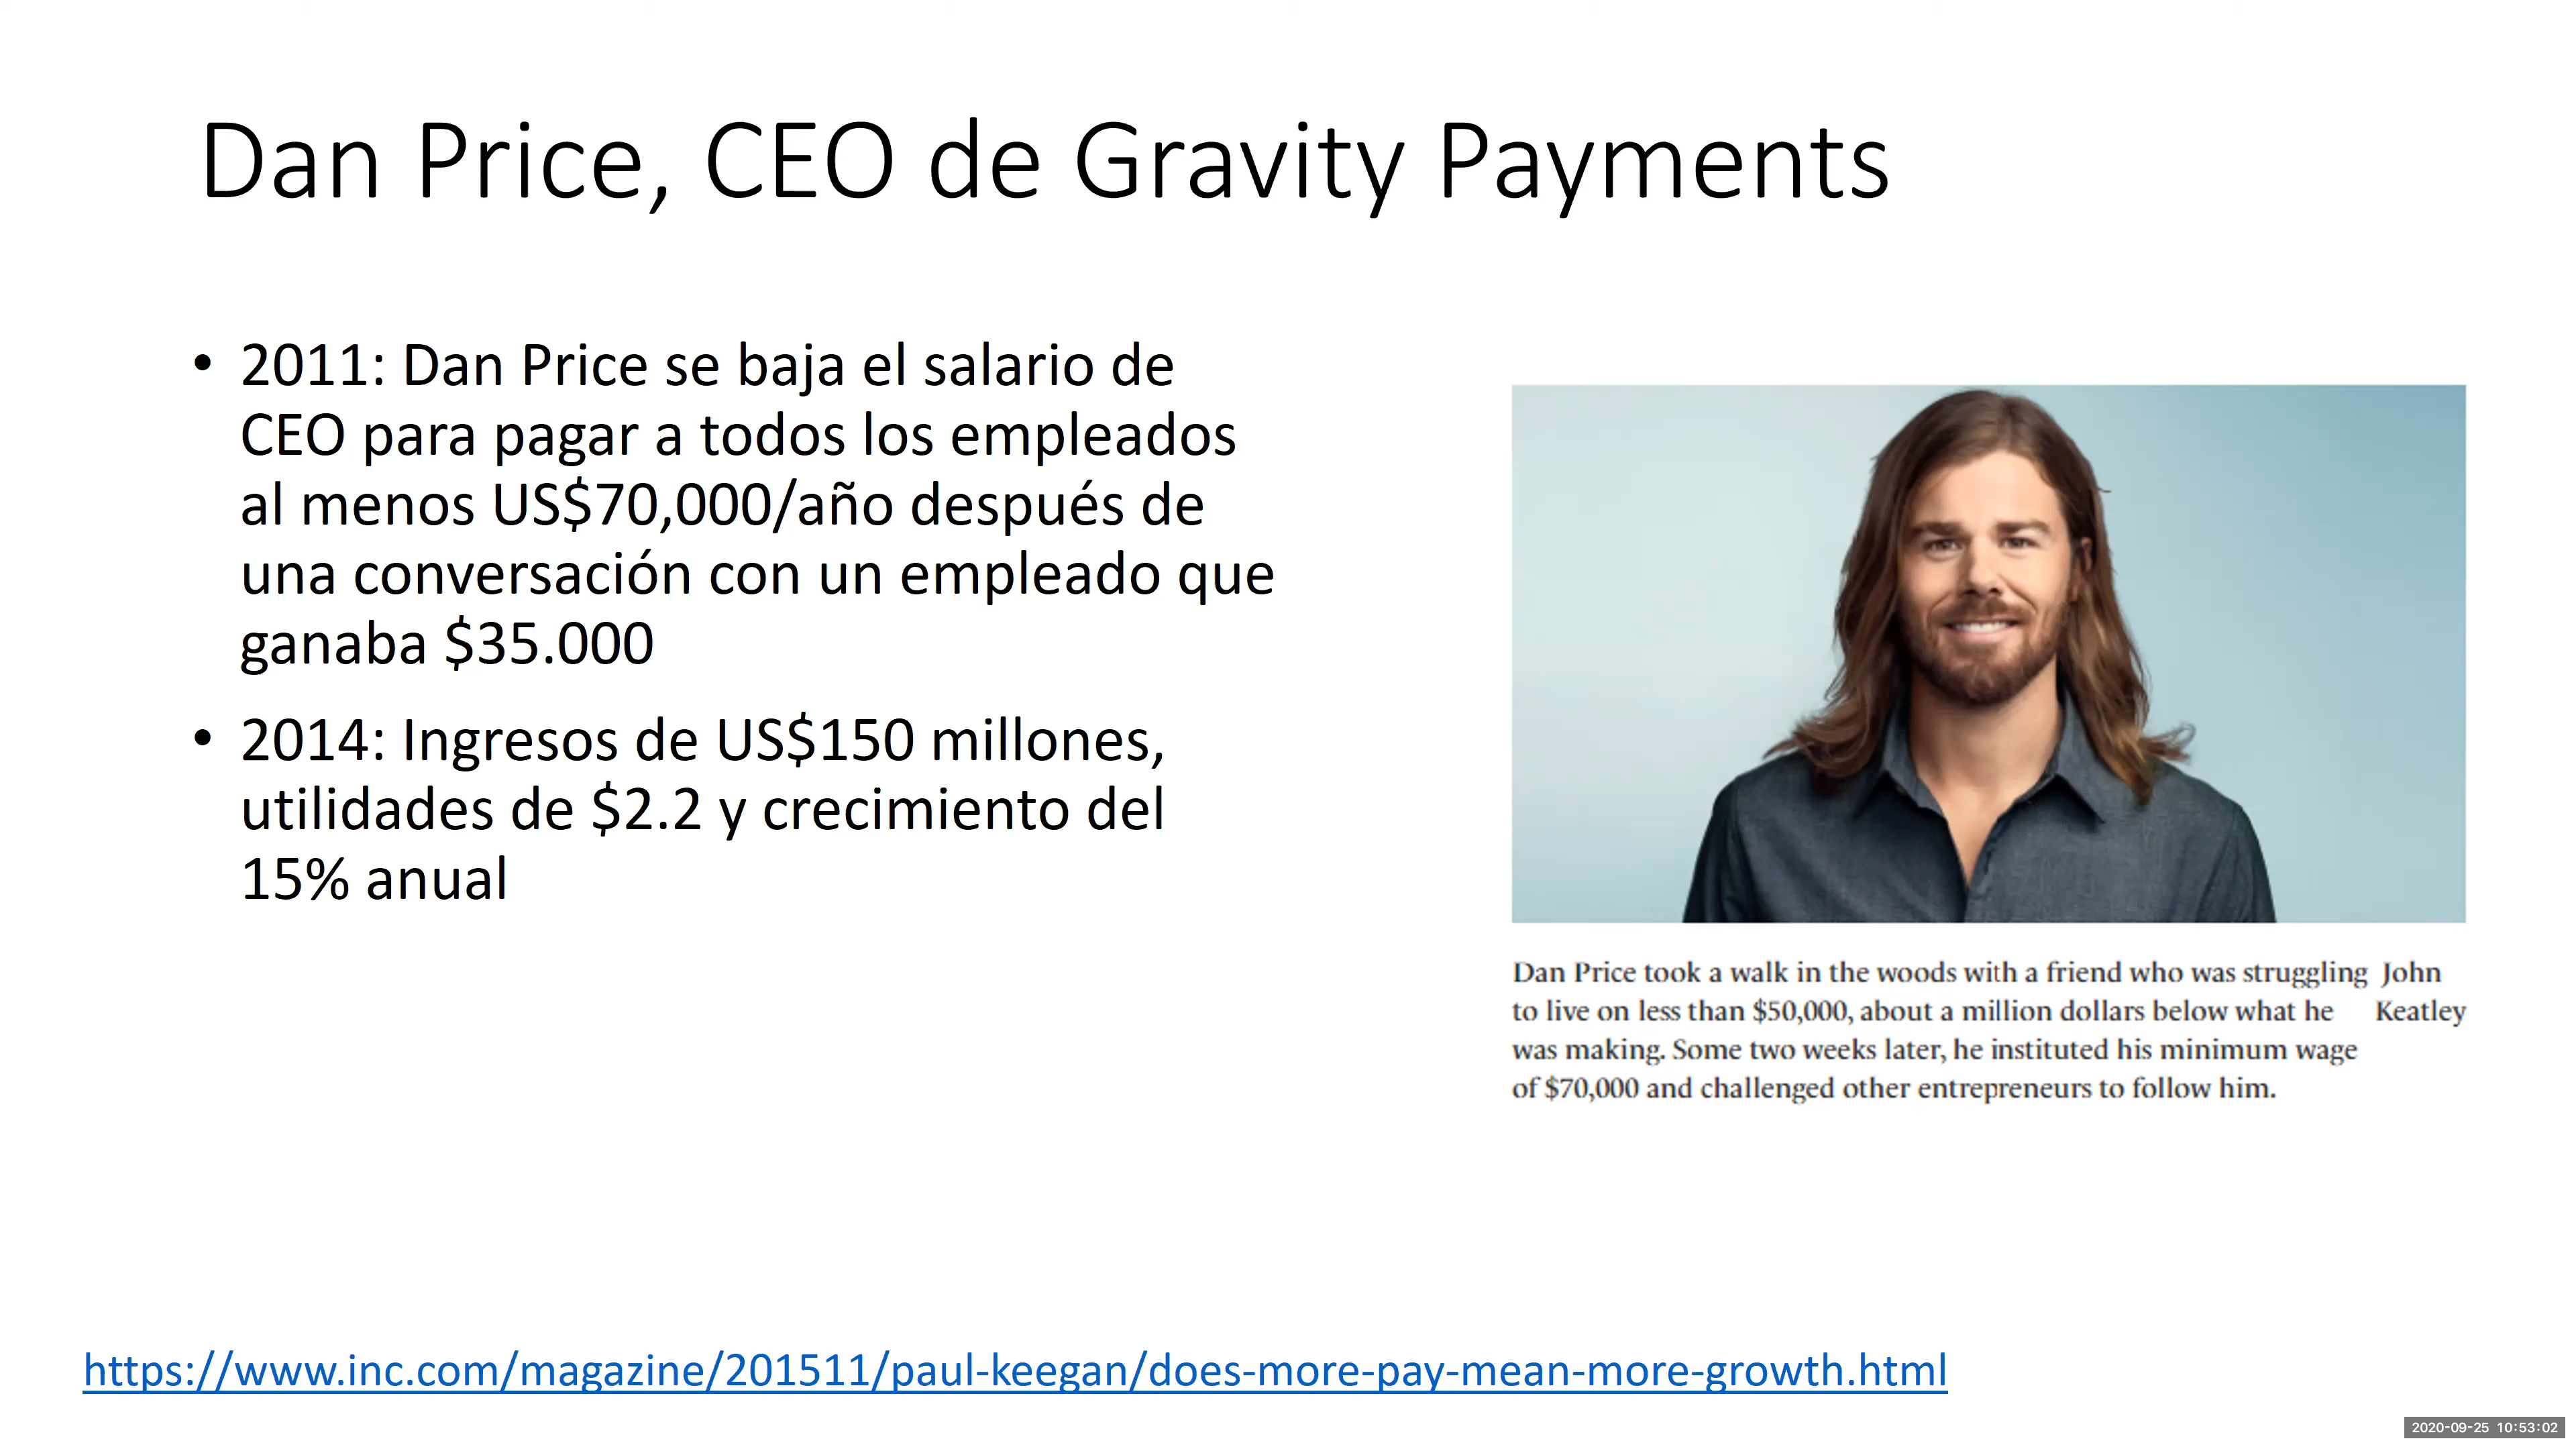 Dan Price, CEO de Gravity Payments
• 2011: Dan Price se baja el salario de
CEO para pagar a todos los empleados
al menos US$70,000/año después de
una conversación con un empleado que
ganaba $35.000
• 2014: Ingresos de US$150 millones,
utilidades de $2.2 y crecimiento del
15% anual
Dan Price took a walk in the woods with a friend who was struggling
to live on less than $50,000, about a million dollars below what he
was making. Some two weeks later, he instituted his minimum wage
of $70,000 and challenged other entrepreneurs to follow him.
John
Keatley
https://www.inc.com/magazine/201511/paul-keegan/does-more-pay-mean-more-growth.html
2020-09-25 10:53:02